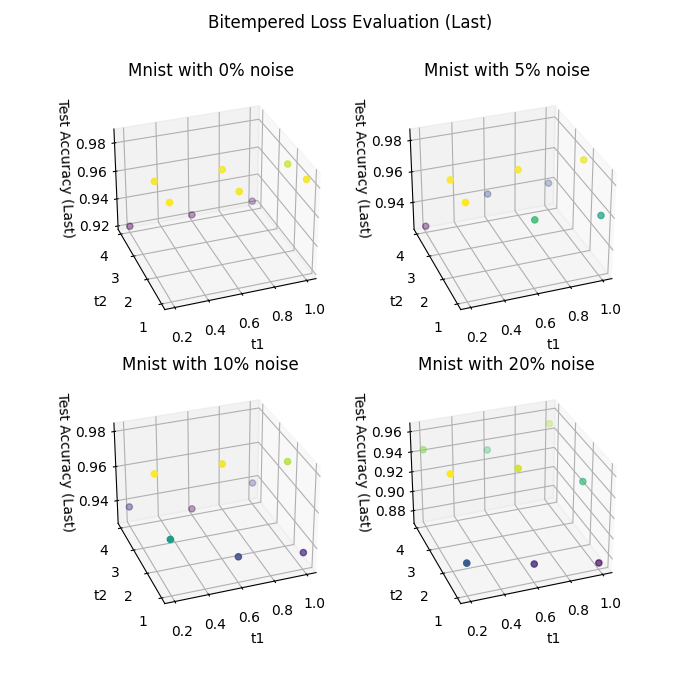 Bitempered Loss Evaluation (Last)
Mnist with 0% noise
Test Accuracy (Last)
0.98
0.96
0.94
0.92
4
3
2
1
t2
0.2 0.4 0.6 0.8 1.0
t1
Mnist with 5% noise
Test Accuracy (Last)
0.98
0.96
0.94
4
3
2
1
t2
0.2 0.4 0.6 0.8 1.0
t1
Mnist with 10% noise
Test Accuracy (Last)
0.98
0.96
0.94
4
3
2
1
t2
0.2 0.4 0.6 0.8 1.0
t1
Mnist with 20% noise
Test Accuracy (Last)
0.96
0.94
0.92
0.90
0.88
4
3
2
1
t2
0.2 0.4 0.6 0.8 1.0
t1